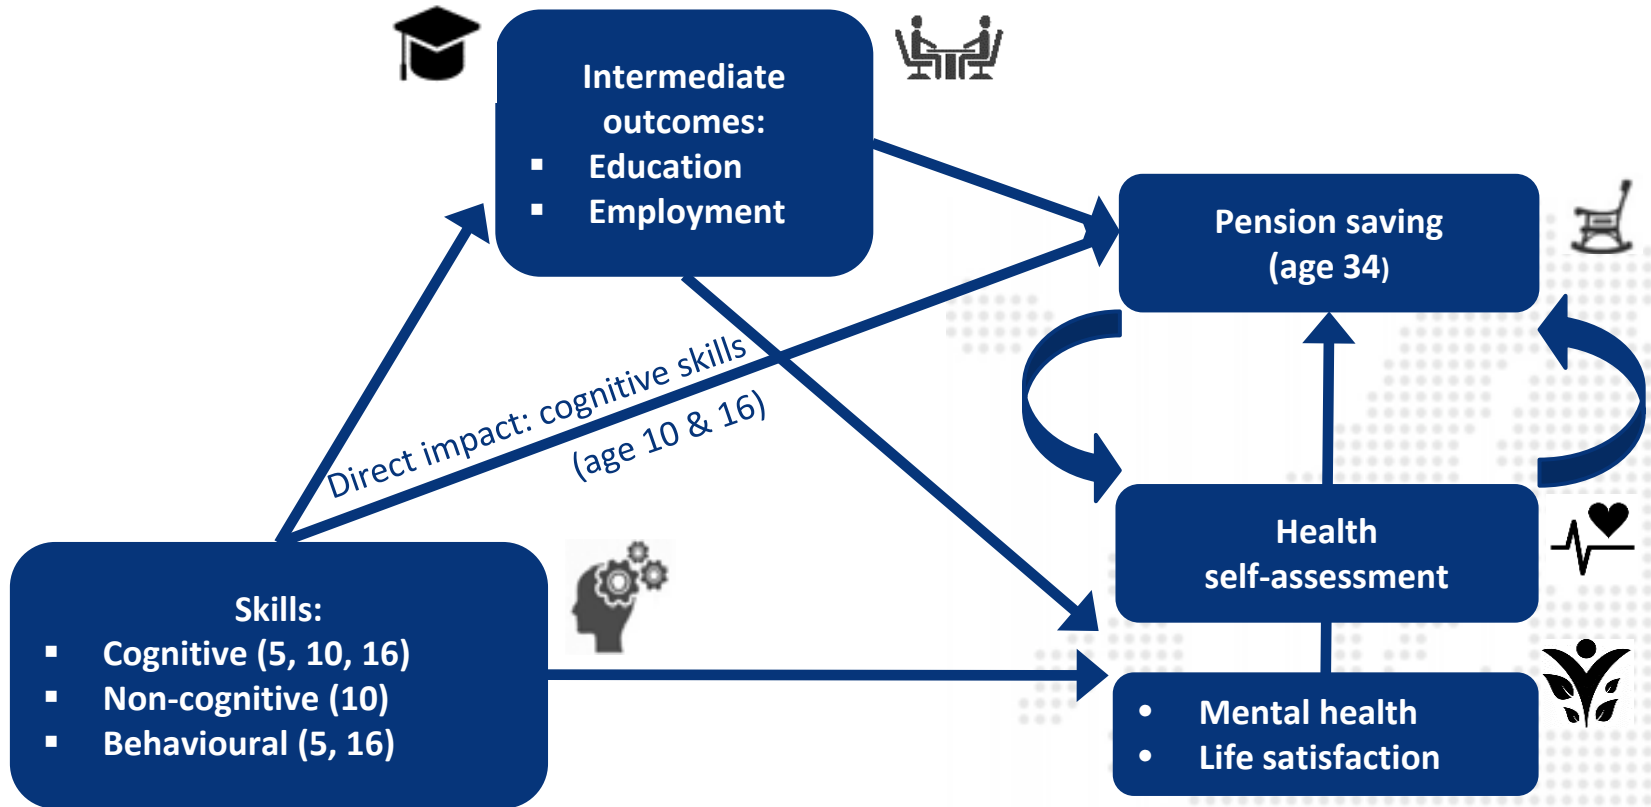 Intermediate
outcomes:
▪ Education
▪ Employment
Pension saving
(age 34)
Direct impact: cognitive skills
(age 10 & 16)
Health
self-assessment
Skills:
▪ Cognitive (5, 10, 16)
▪ Non-cognitive (10)
▪ Behavioural (5, 16)
• Mental health
• Life satisfaction